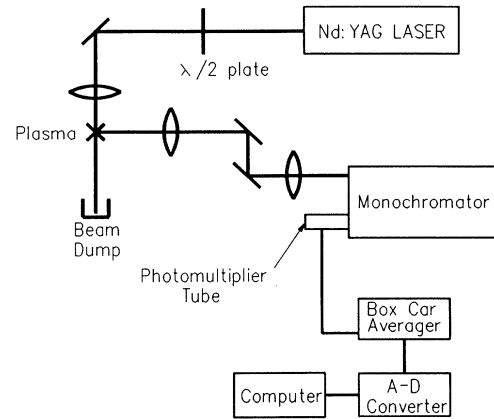 Nd: YAG LASER
λ/2 plate
Plasma
Beam
Dump
Monochromator
Photomultiplier
Tube
Box Car
Averager
Computer
A-D
Converter